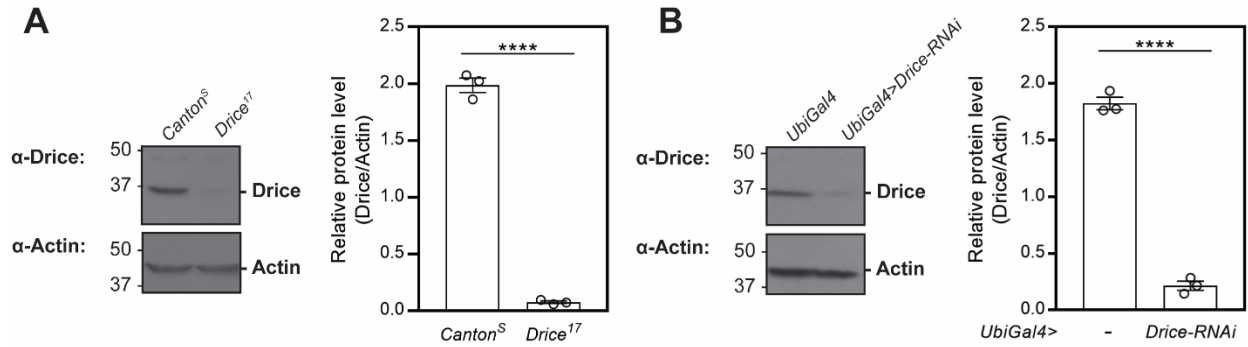 A
Canton^S
Drice^17
α-Drice:
50
37
Drice
α-Actin:
50
37
Actin
Relative protein level
(Drice/Actin)
2.5
2.0
1.5
1.0
0.5
0.0
****
Canton^S Drice^17
B
UbiGal4
UbiGal4>Drice-RNAi
α-Drice:
50
37
Drice
α-Actin:
50
37
Actin
Relative protein level
(Drice/Actin)
2.5
2.0
1.5
1.0
0.5
0.0
****
UbiGal4> - Drice-RNAi